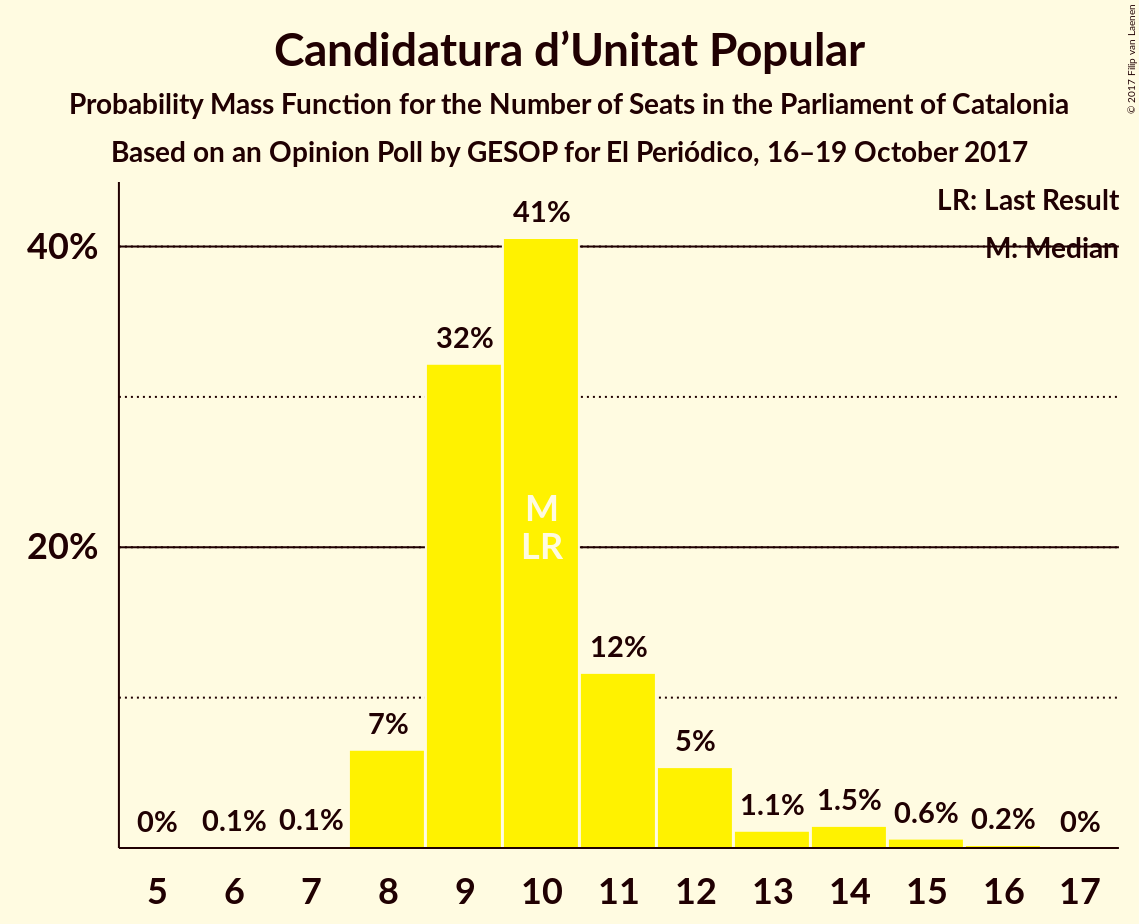 Candidatura d’Unitat Popular
Probability Mass Function for the Number of Seats in the Parliament of Catalonia
Based on an Opinion Poll by GESOP for El Periódico, 16–19 October 2017
© 2017 Filip van Laenen
LR: Last Result
M: Median
40%
20%
0%
0.1%
0.1%
7%
32%
41%
12%
5%
1.1%
1.5%
0.6%
0.2%
0%
M
LR
5 6 7 8 9 10 11 12 13 14 15 16 17